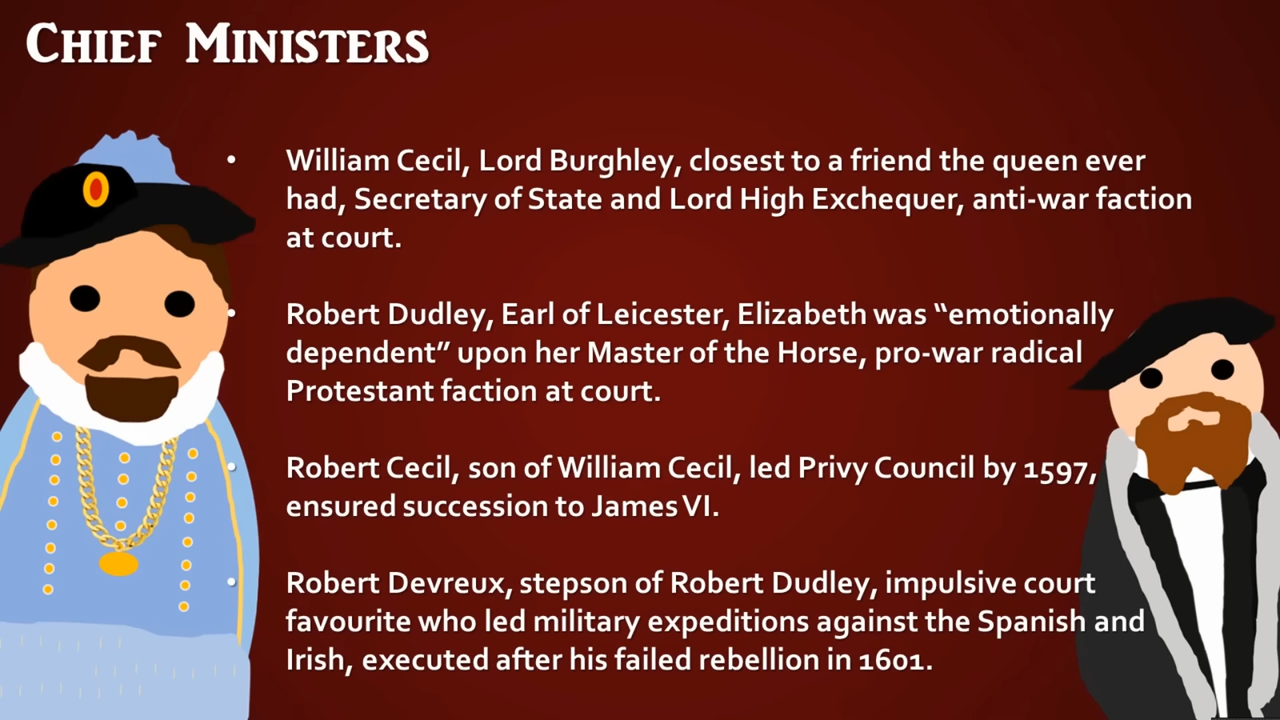 Chief Ministers
• William Cecil, Lord Burghley, closest to a friend the queen ever
had, Secretary of State and Lord High Exchequer, anti-war faction
at court.
• Robert Dudley, Earl of Leicester, Elizabeth was “emotionally
dependent” upon her Master of the Horse, pro-war radical
Protestant faction at court.
• Robert Cecil, son of William Cecil, led Privy Council by 1597,
ensured succession to James VI.
• Robert Devreux, stepson of Robert Dudley, impulsive court
favourite who led military expeditions against the Spanish and
Irish, executed after his failed rebellion in 1601.